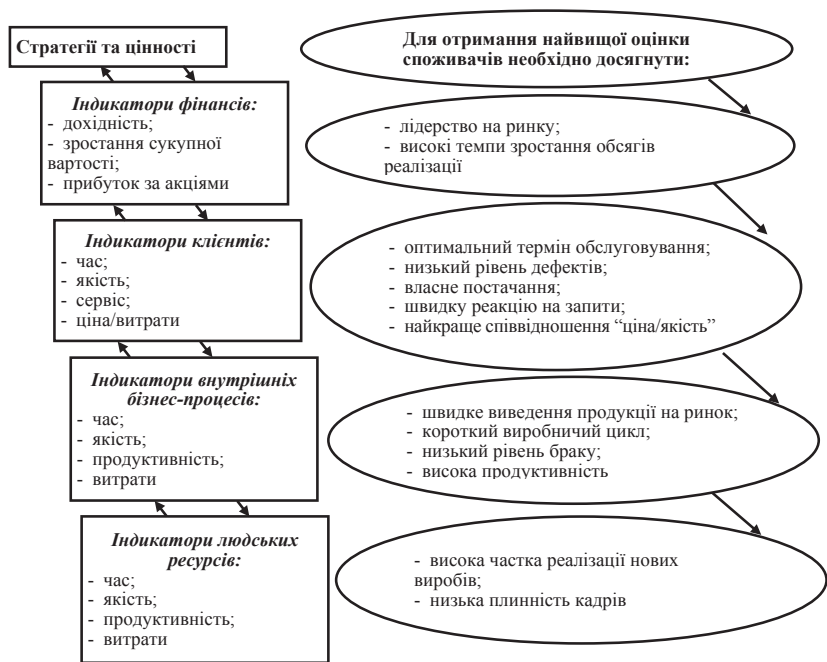 Стратегії та цінності
Індикатори фінансів:
- дохідність;
- зростання сукупної
вартості;
- прибуток за акціями
Індикатори клієнтів:
- час;
- якість;
- сервіс;
- ціна/витрати
Індикатори внутрішніх
бізнес-процесів:
- час;
- якість;
- продуктивність;
- витрати
Індикатори людських
ресурсів:
- час;
- якість;
- продуктивність;
- витрати
Для отримання найвищої оцінки
споживачів необхідно досягнути:
- лідерство на ринку;
- високі темпи зростання обсягів
реалізації
- оптимальний термін обслуговування;
- низький рівень дефектів;
- власне постачання;
- швидку реакцію на запити;
- найкраще співвідношення “ціна/якість”
- швидке виведення продукції на ринок;
- короткий виробничий цикл;
- низький рівень браку;
- висока продуктивність
- висока частка реалізації нових
виробів;
- низька плинність кадрів